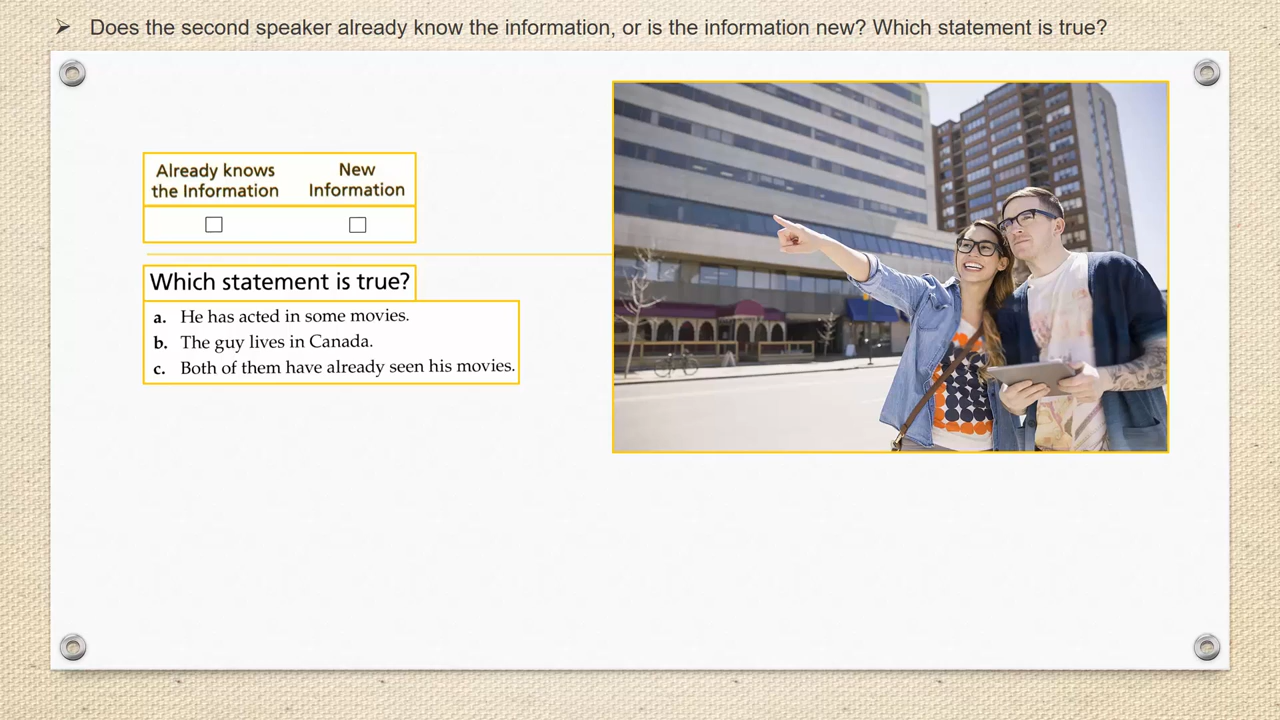 Does the second speaker already know the information, or is the information new? Which statement is true?
Already knows
the Information
New
Information
Which statement is true?
a. He has acted in some movies.
b. The guy lives in Canada.
c. Both of them have already seen his movies.